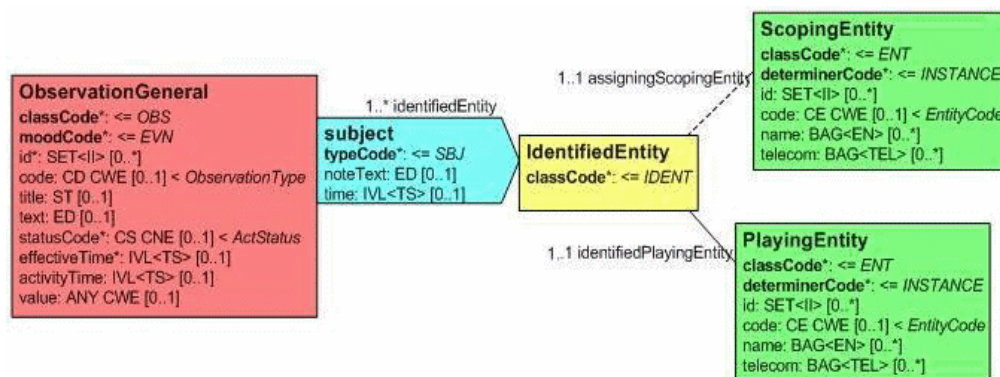 ObservationGeneral
classCode*: <= OBS
moodCode*: <= EVN
id*: SET<II> [0..*]
code: CD CWE [0..1] < ObservationType
title: ST [0..1]
text: ED [0..1]
statusCode*: CS CNE [0..1] < ActStatus
effectiveTime*: IVL<TS> [0..1]
activityTime: IVL<TS> [0..1]
value: ANY CWE [0..1]
1..* identifiedEntity
subject
typeCode*: <= SBJ
noteText: ED [0..1]
time: IVL<TS> [0..1]
IdentifiedEntity
classCode*: <= IDENT
1..1 assigningScopingEntity
ScopingEntity
classCode*: <= ENT
determinerCode*: <= INSTANCE
id: SET<II> [0..*]
code: CE CWE [0..1] < EntityCode
name: BAG<EN> [0..*]
telecom: BAG<TEL> [0..*]
1..1 identifiedPlayingEntity
PlayingEntity
classCode*: <= ENT
determinerCode*: <= INSTANCE
id: SET<II> [0..*]
code: CE CWE [0..1] < EntityCode
name: BAG<EN> [0..*]
telecom: BAG<TEL> [0..*]